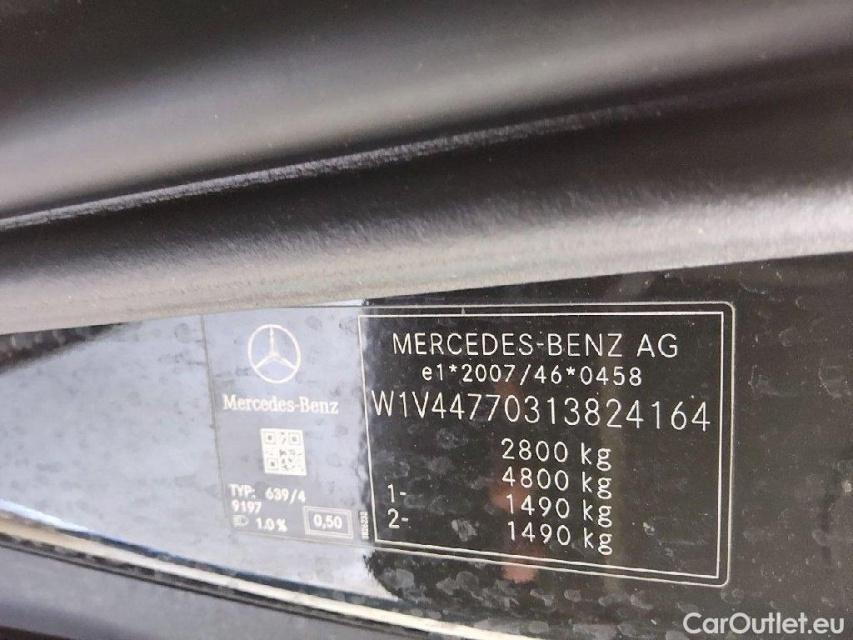 MERCEDES-BENZ AG
e1*2007/46*0458
W1V44770313824164
2800 kg
4800 kg
1- 1490 kg
2- 1490 kg
Mercedes-Benz
TYP: 639/4
9197
1.0 % 0,50
CarOutlet.eu